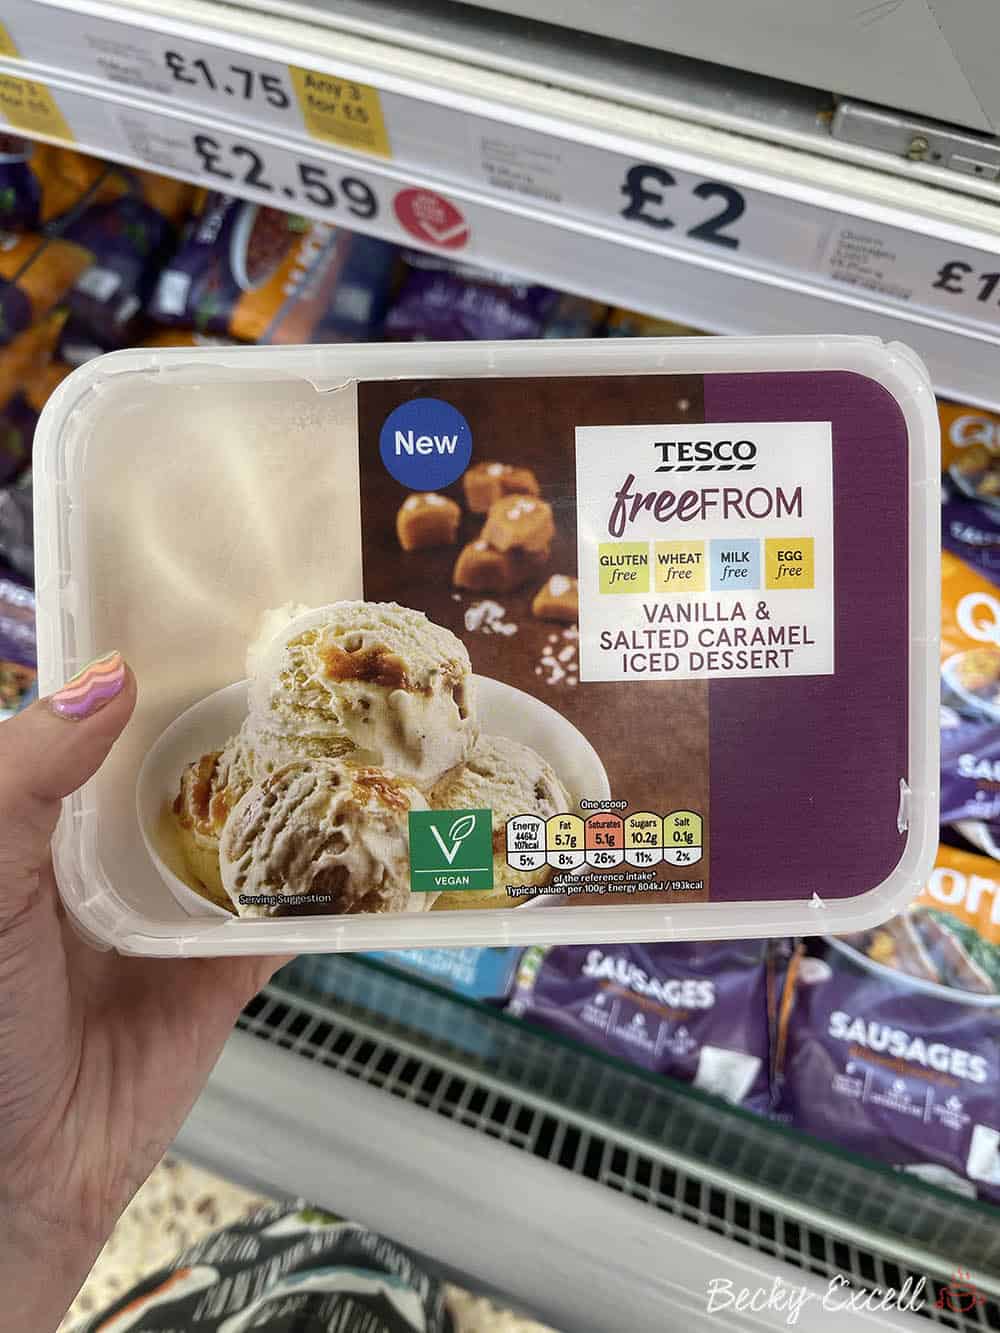 £1.75
Any 3
for £5
£2.59
£2
£1
New
TESCO
freeFROM
GLUTEN
free
WHEAT
free
MILK
free
EGG
free
VANILLA &
SALTED CARAMEL
ICED DESSERT
V
VEGAN
Serving Suggestion
One scoop
Energy
446kJ
107kcal
5%
Fat
5.7g
8%
Saturates
5.1g
26%
Sugars
10.2g
11%
Salt
0.1g
2%
of the reference intake*
Typical values per 100g: Energy 804kJ / 193kcal
SAUSAGES
SAUSAGES
Becky Excell